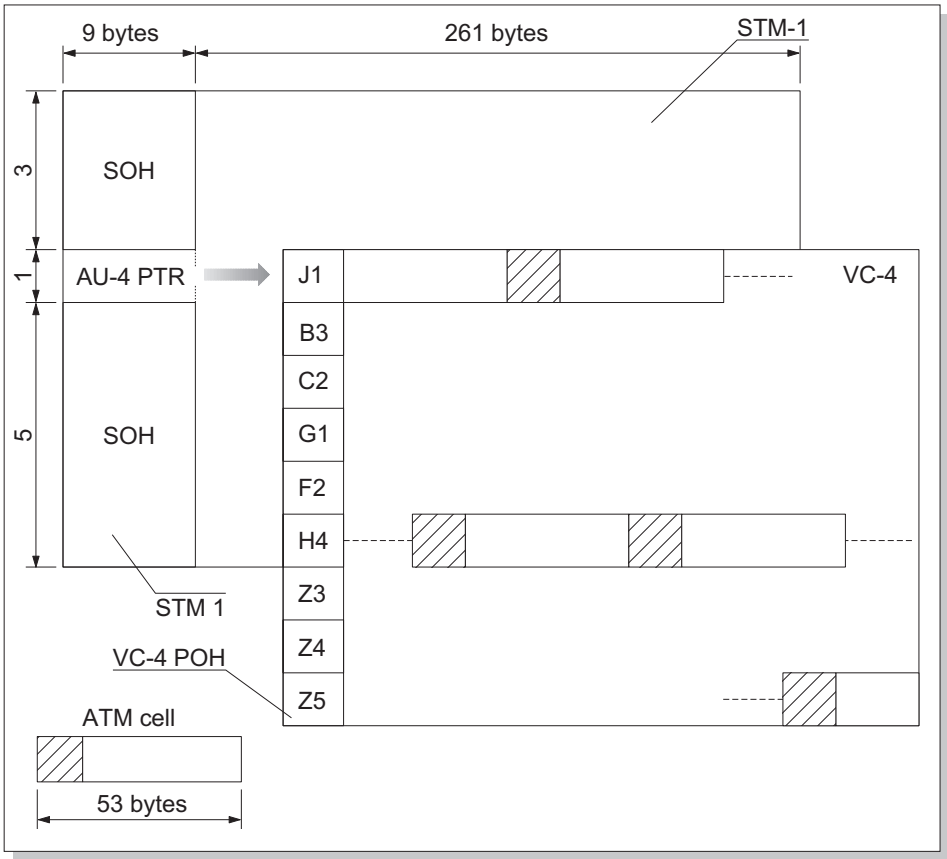 9 bytes
261 bytes
STM-1
3
SOH
1
AU-4 PTR
J1
VC-4
B3
C2
G1
5
SOH
F2
H4
Z3
STM 1
Z4
VC-4 POH
Z5
ATM cell
53 bytes